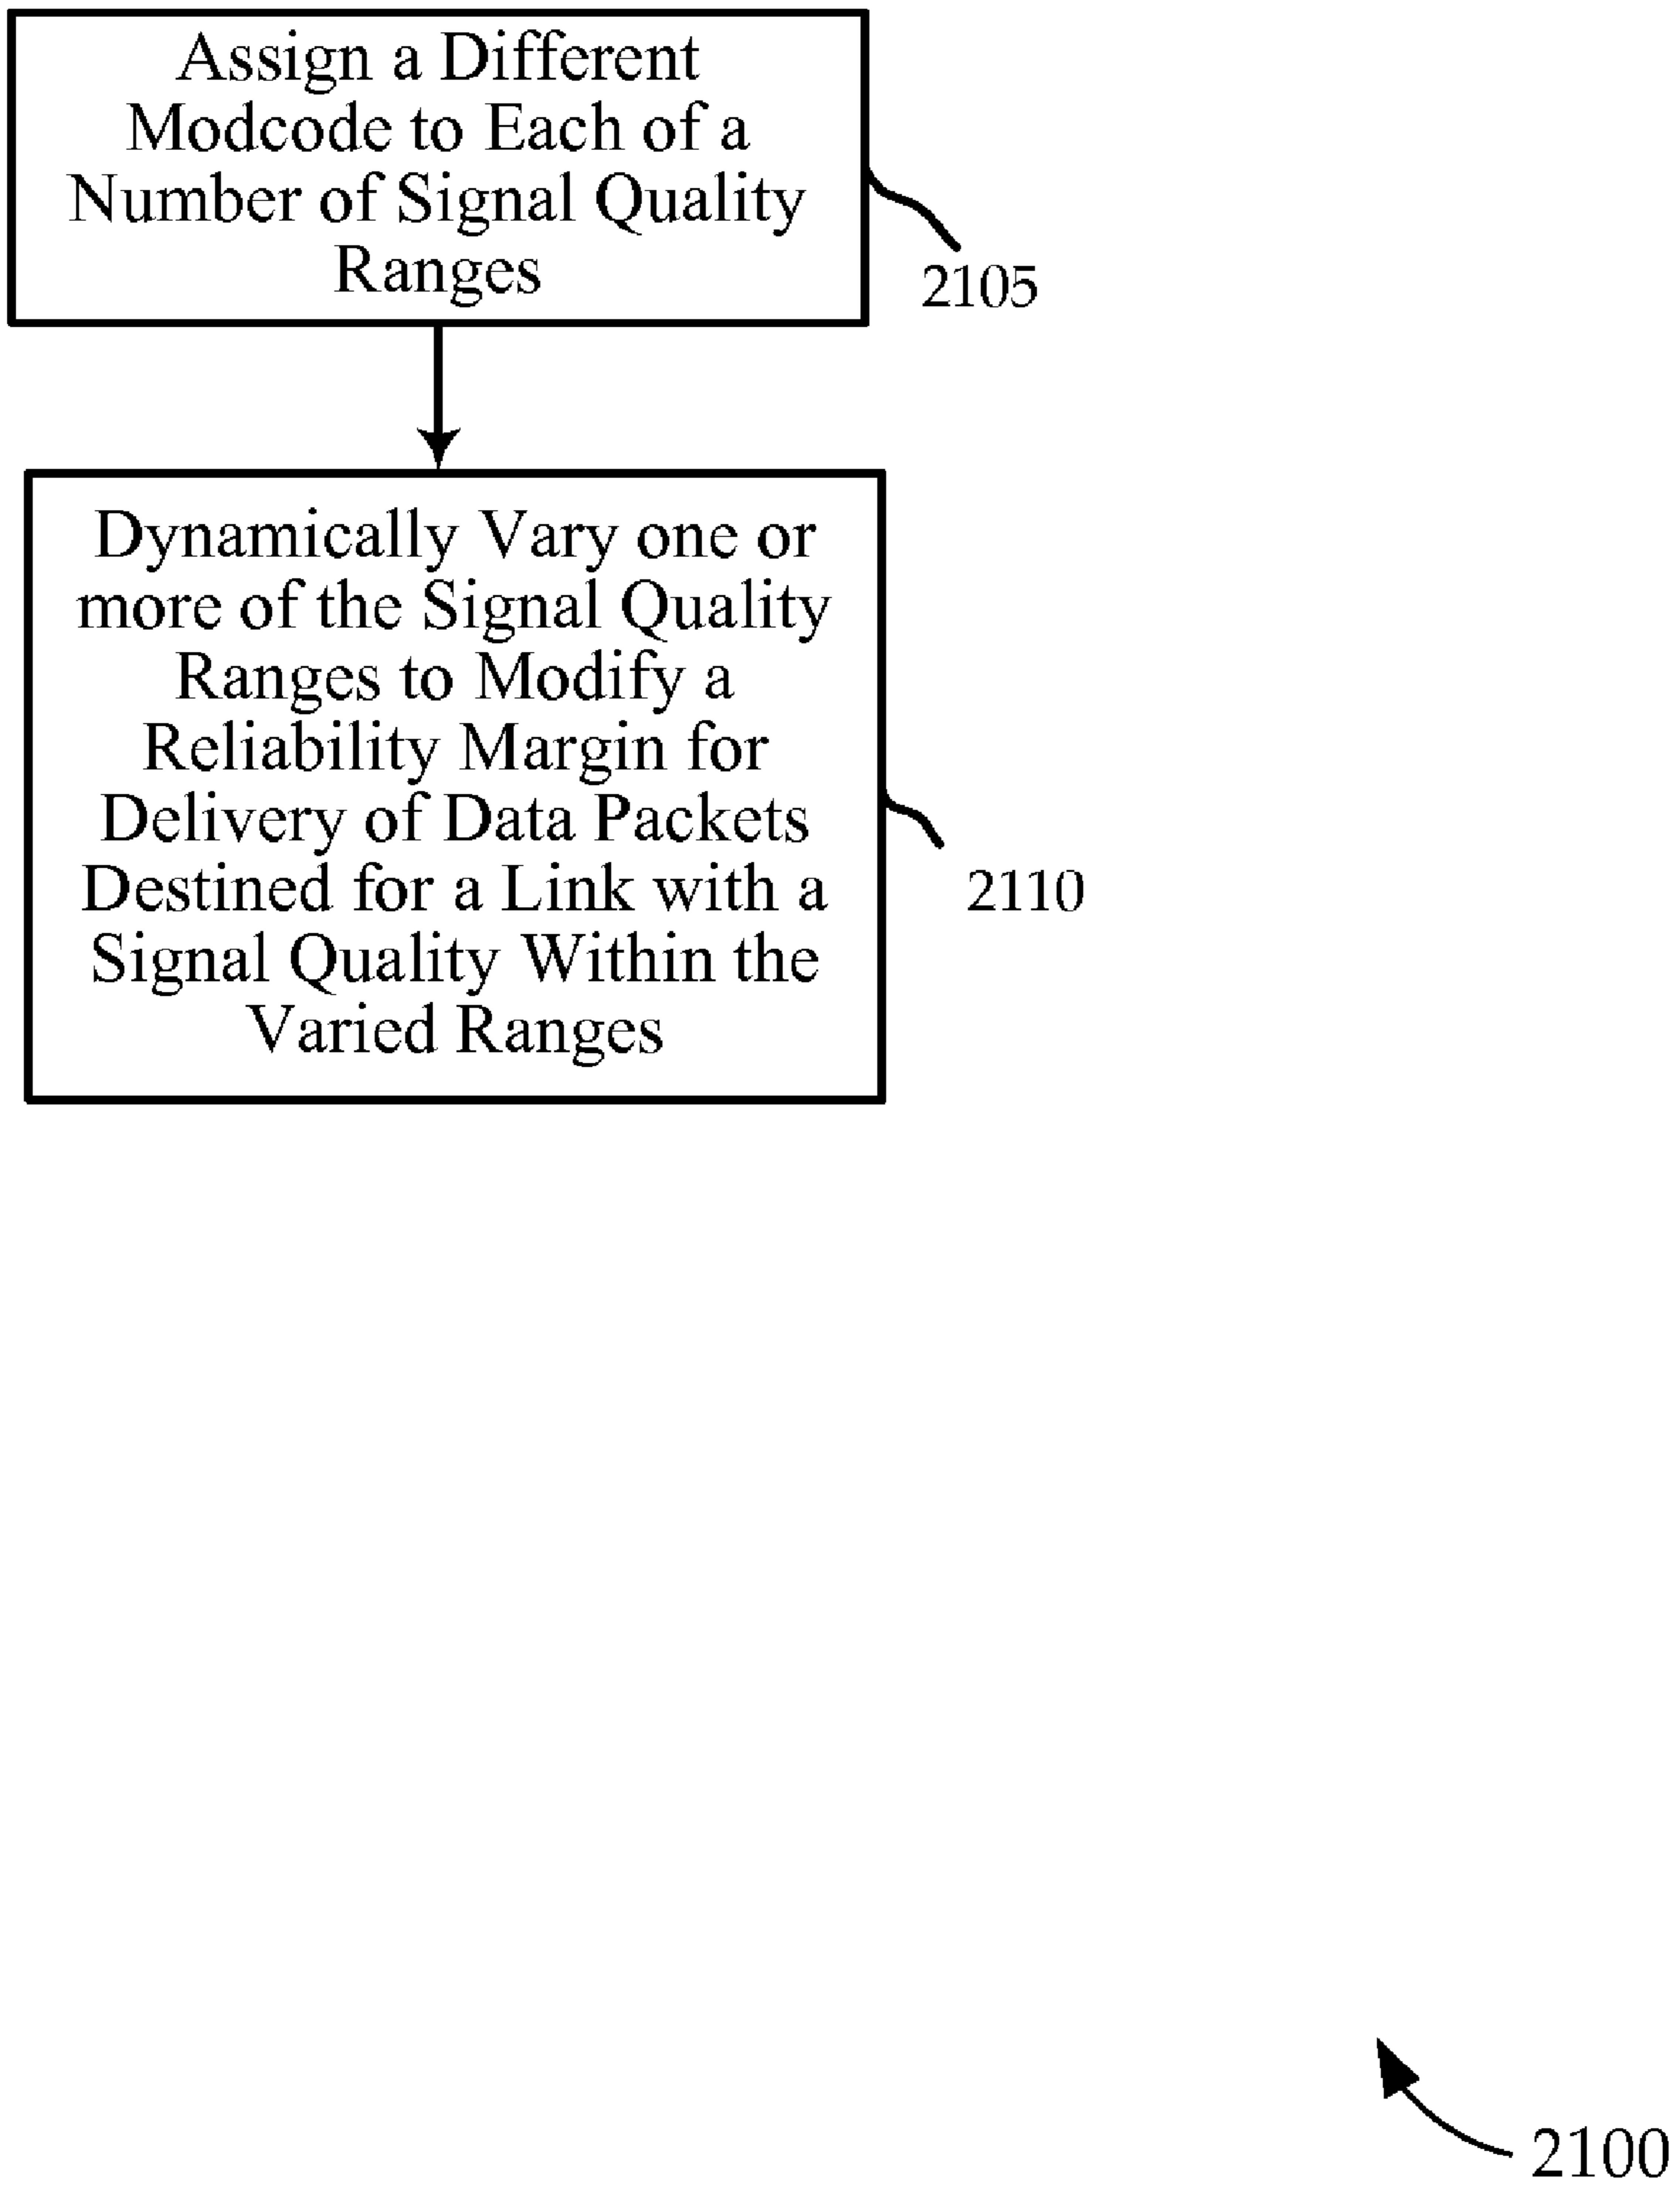 Assign a Different
Modcode to Each of a
Number of Signal Quality
Ranges
2105
Dynamically Vary one or
more of the Signal Quality
Ranges to Modify a
Reliability Margin for
Delivery of Data Packets
Destined for a Link with a
Signal Quality Within the
Varied Ranges
2110
2100